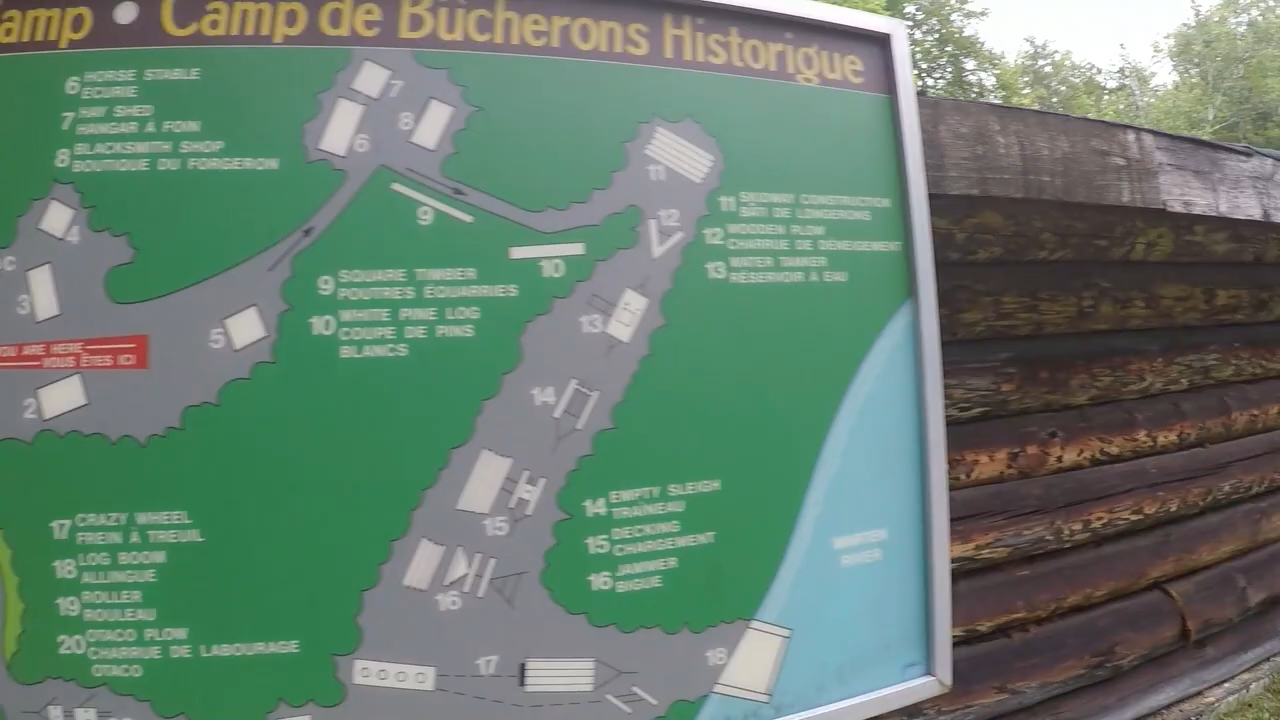 amp • Camp de Bûcherons Historique
6 HORSE STABLE
ÉCURIE
7 HAY SHED
HANGAR À FOIN
8 BLACKSMITH SHOP
BOUTIQUE DU FORGERON
7
8
6
11
9
12
11 SKIDWAY CONSTRUCTION
BÂTI DE LONGERONS
12 WOODEN PLOW
CHARRUE DE DÉNEIGEMENT
13 WATER TANKER
RÉSERVOIR À EAU
4
C
3
10
9 SQUARE TIMBER
POUTRES ÉQUARRIES
10 WHITE PINE LOG
COUPE DE PINS
BLANCS
5
13
YOU ARE HERE
VOUS ÊTES ICI
2
14
15
14 EMPTY SLEIGH
TRAINEAU
15 DECKING
CHARGEMENT
16 JAMMER
BIGUE
17 CRAZY WHEEL
FREIN À TREUIL
18 LOG BOOM
ALLINGUE
19 ROLLER
ROULEAU
20 OTACO PLOW
CHARRUE DE LABOURAGE
OTACO
16
17
18
RIVER